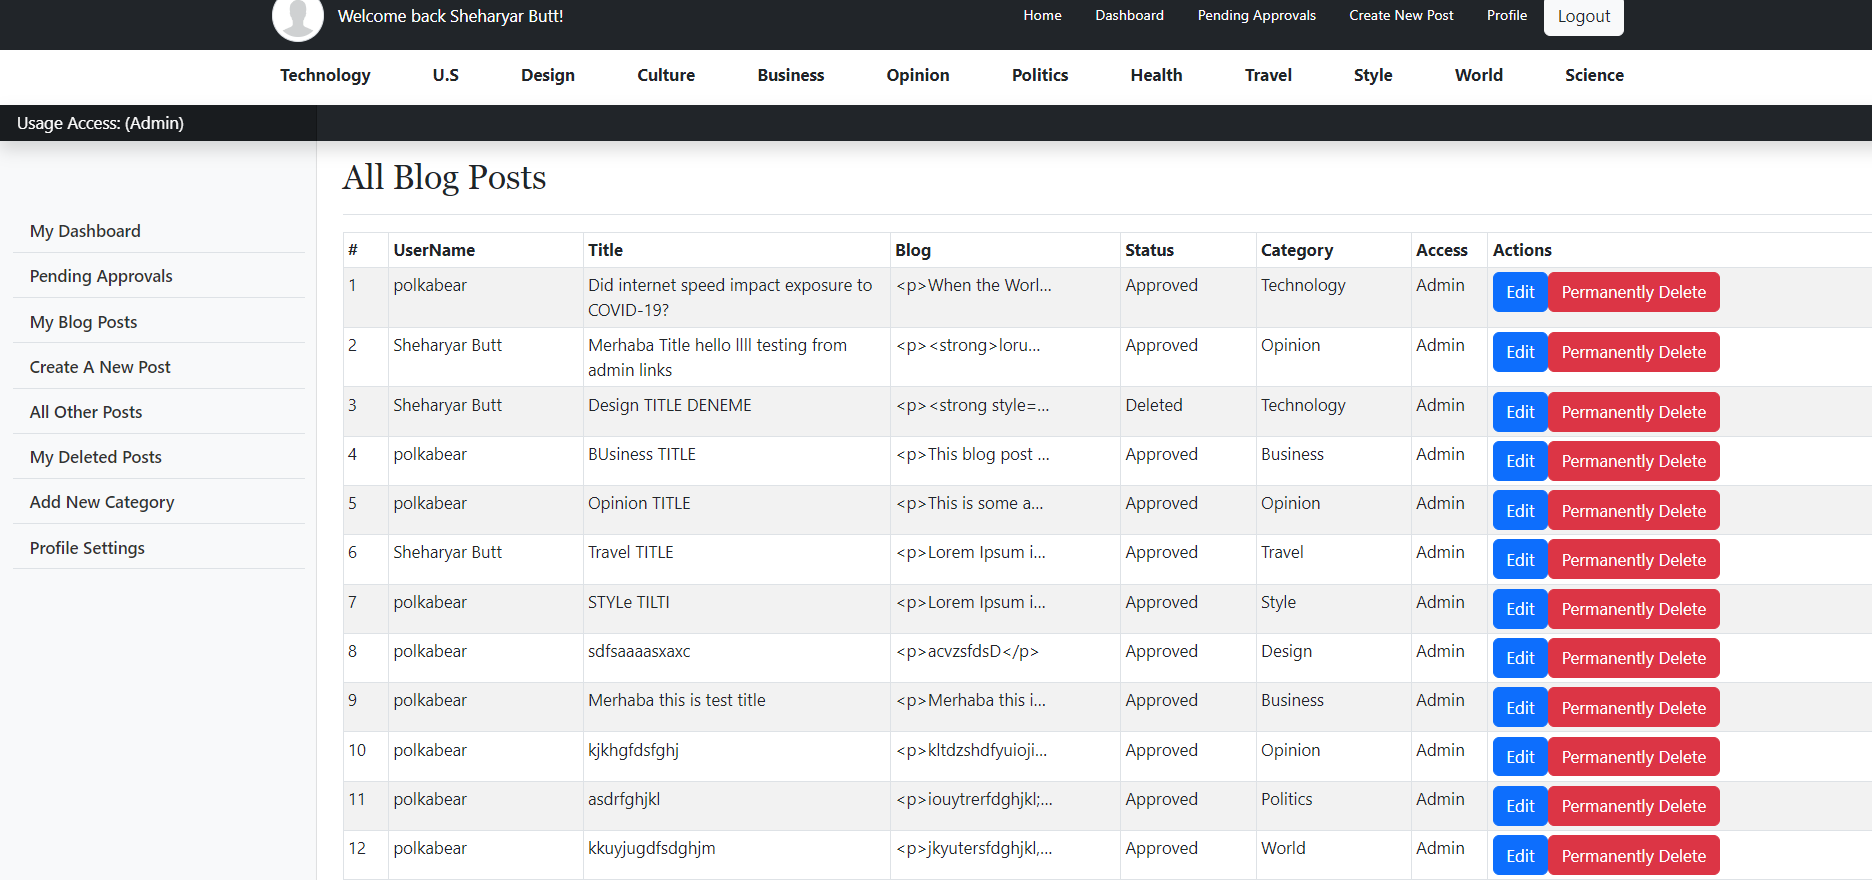 Welcome back Sheharyar Butt!
Home Dashboard Pending Approvals Create New Post Profile Logout
Technology U.S Design Culture Business Opinion Politics Health Travel Style World Science
Usage Access: (Admin)
My Dashboard
Pending Approvals
My Blog Posts
Create A New Post
All Other Posts
My Deleted Posts
Add New Category
Profile Settings
All Blog Posts
# UserName Title Blog Status Category Access Actions
1 polkabear Did internet speed impact exposure to <p>When the Worl... Approved Technology Admin Edit Permanently Delete
COVID-19?
2 Sheharyar Butt Merhaba Title hello llll testing from <p><strong>loru... Approved Opinion Admin Edit Permanently Delete
admin links
3 Sheharyar Butt Design TITLE DENEME <p><strong style=... Deleted Technology Admin Edit Permanently Delete
4 polkabear BUsiness TITLE <p>This blog post ... Approved Business Admin Edit Permanently Delete
5 polkabear Opinion TITLE <p>This is some a... Approved Opinion Admin Edit Permanently Delete
6 Sheharyar Butt Travel TITLE <p>Lorem Ipsum i... Approved Travel Admin Edit Permanently Delete
7 polkabear STYLe TILTI <p>Lorem Ipsum i... Approved Style Admin Edit Permanently Delete
8 polkabear sdfsaaaasxaxc <p>acvzsfdsD</p> Approved Design Admin Edit Permanently Delete
9 polkabear Merhaba this is test title <p>Merhaba this i... Approved Business Admin Edit Permanently Delete
10 polkabear kjkhgfdsfghj <p>kltdzshdfyuioji... Approved Opinion Admin Edit Permanently Delete
11 polkabear asdrfghjkl <p>iouytrerfdghjkl;... Approved Politics Admin Edit Permanently Delete
12 polkabear kkuyjugdfsdghjm <p>jkyutersfdghjkl,... Approved World Admin Edit Permanently Delete